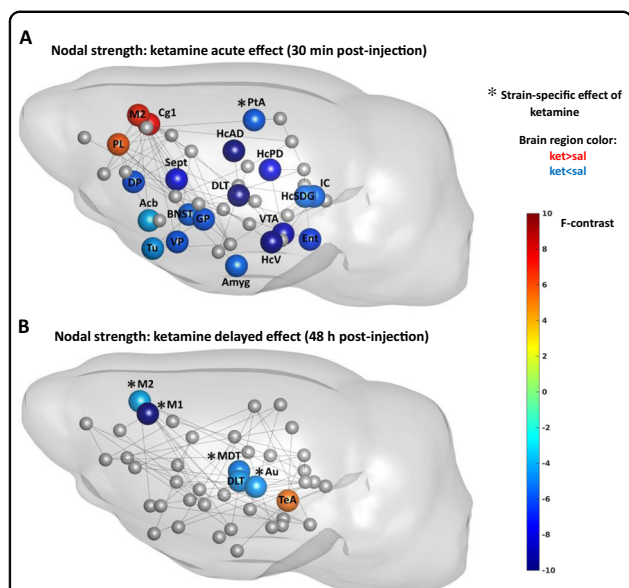 A
Nodal strength: ketamine acute effect (30 min post-injection)
M2
Cg1
* PtA
PL
HcAD
HcPD
Sept
DP
DLT
IC
HcSDG
Acb
BNST
GP
VTA
Tu
VP
HcV
Ent
Amyg
* Strain-specific effect of
ketamine
Brain region color:
ket>sal
ket<sal
F-contrast
10
8
6
4
2
0
-2
-4
-6
-8
-10
B
Nodal strength: ketamine delayed effect (48 h post-injection)
* M2
* M1
* MDT
* Au
DLT
TeA